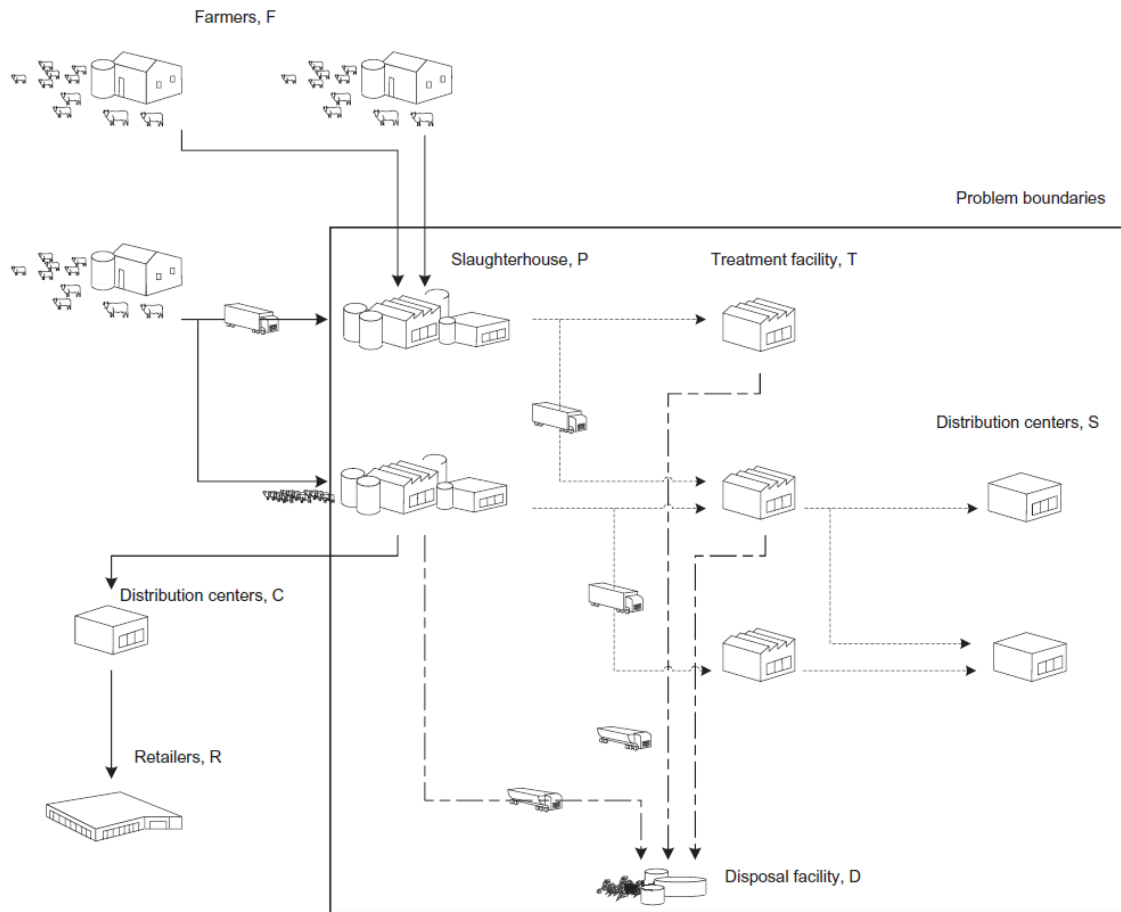 Farmers, F
Problem boundaries
Slaughterhouse, P
Treatment facility, T
Distribution centers, S
Distribution centers, C
Retailers, R
Disposal facility, D